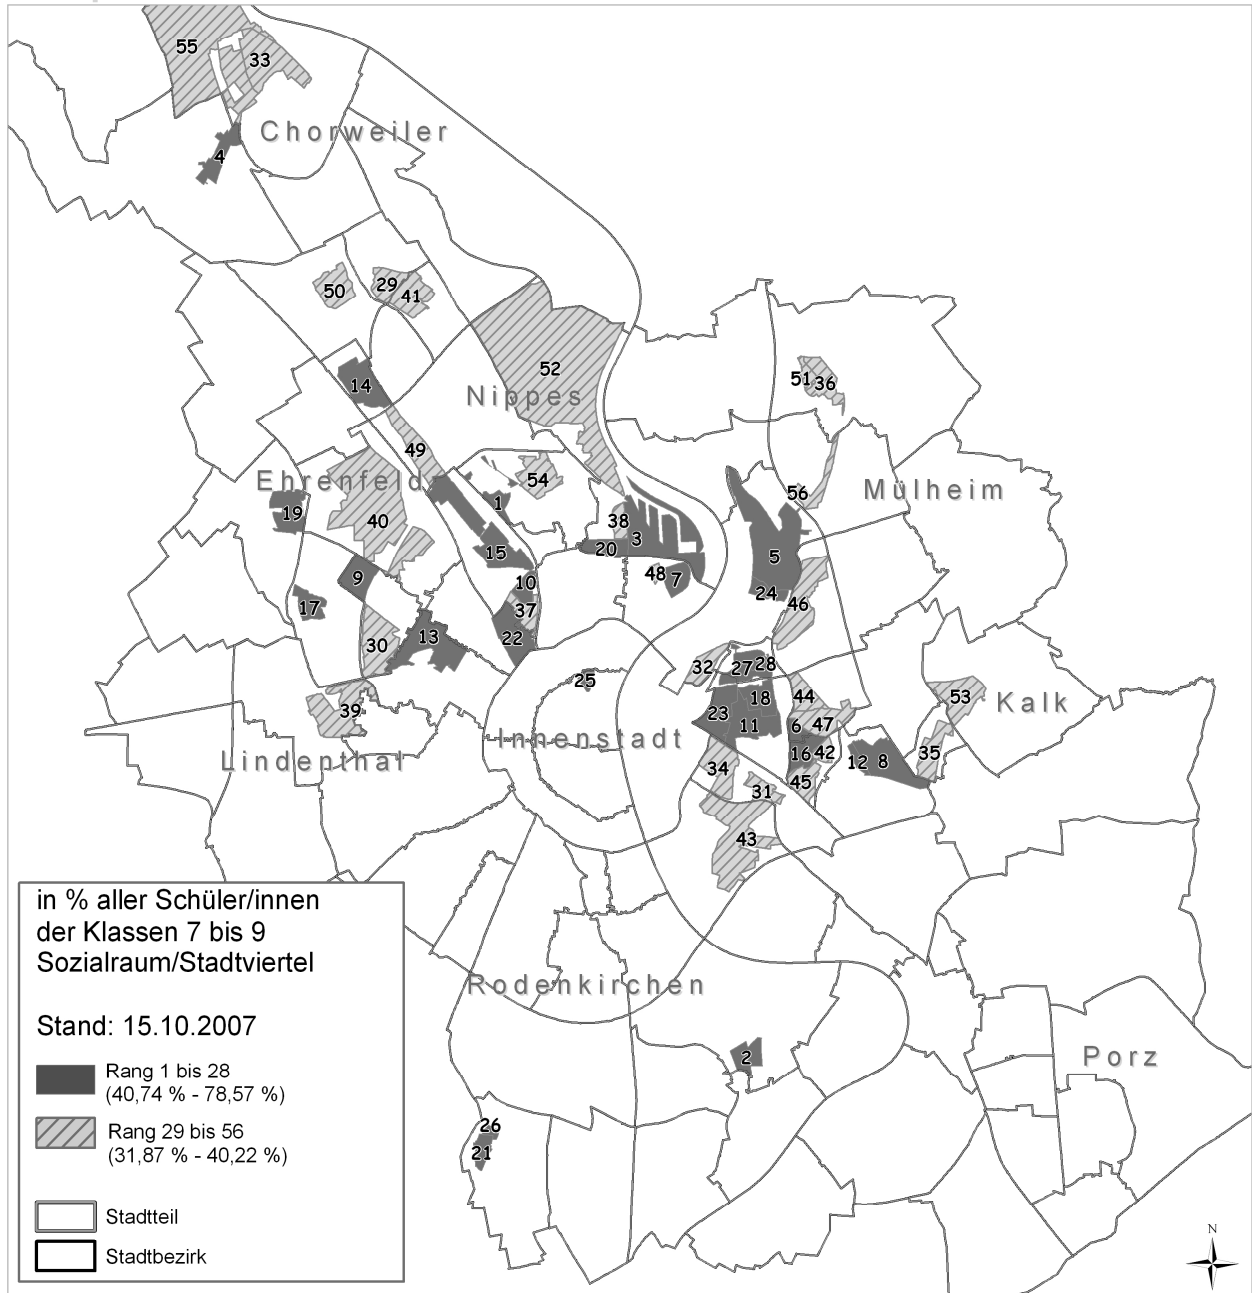 55
33
Chorweiler
4
50
29
41
52
14
51
36
Nippes
49
Ehrenfeld
54
56
Mülheim
1
19
40
38
3
20
15
5
48
7
9
10
24
17
37
46
22
13
30
32
27
28
25
53
44
18
Kalk
39
23
11
6
47
Innenstadt
16
42
35
Lindenthal
12
8
34
45
31
43
in % aller Schüler/innen
der Klassen 7 bis 9
Sozialraum/Stadtviertel
Stand: 15.10.2007
Rang 1 bis 28
(40,74 % - 78,57 %)
Rang 29 bis 56
(31,87 % - 40,22 %)
Stadtteil
Stadtbezirk
Rodenkirchen
2
Porz
26
21
N